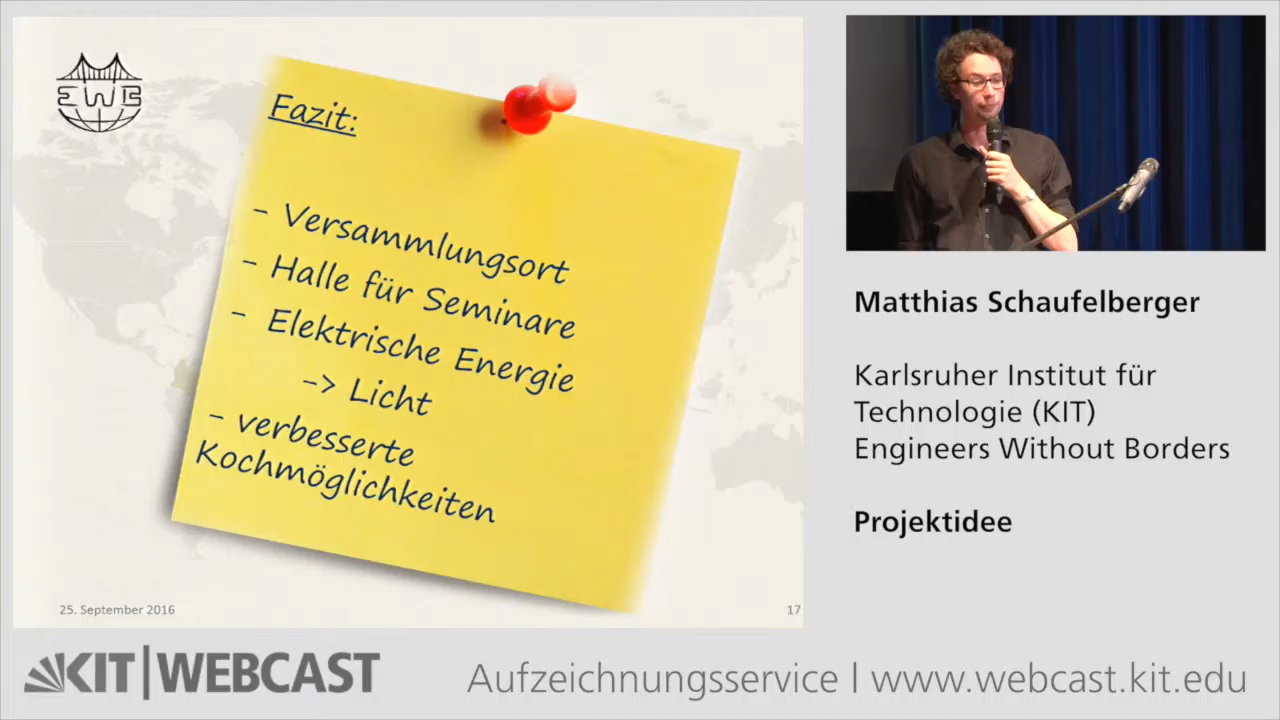 EWB
Fazit:
- Versammlungsort
- Halle für Seminare
- Elektrische Energie
-> Licht
- verbesserte
Kochmöglichkeiten
25. September 2016
17
Matthias Schaufelberger
Karlsruher Institut für
Technologie (KIT)
Engineers Without Borders
Projektidee
KIT|WEBCAST
Aufzeichnungsservice | www.webcast.kit.edu